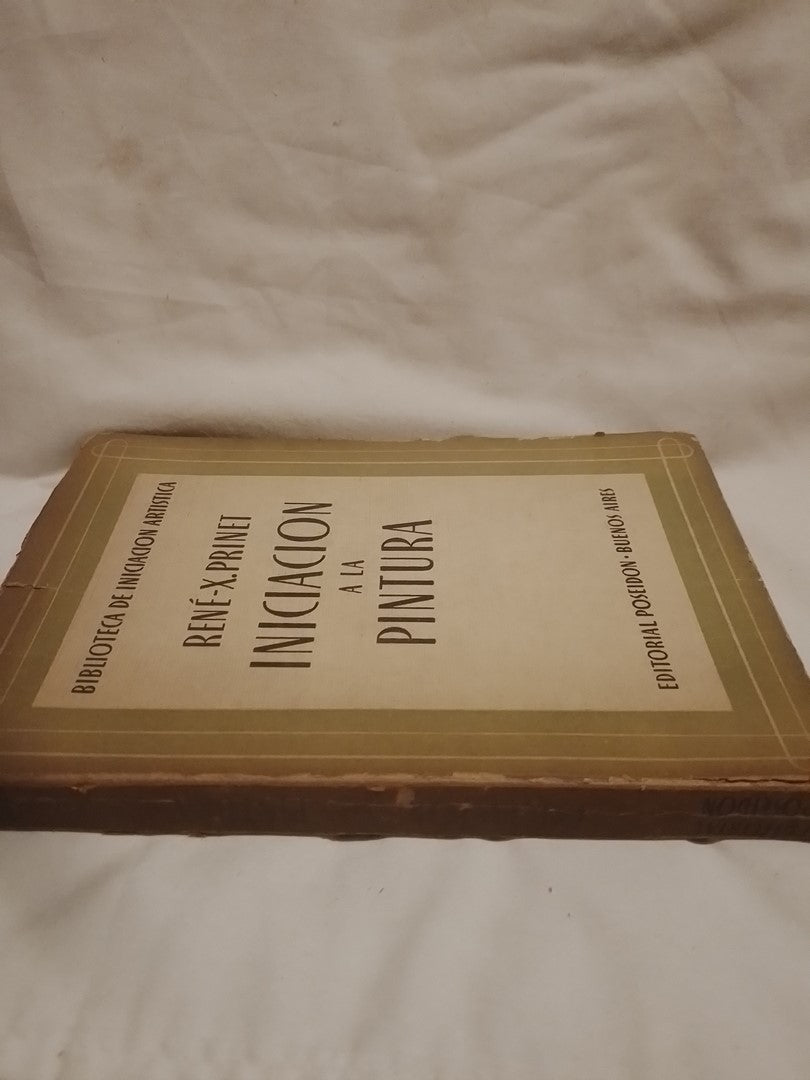 BIBLIOTECA DE INICIACION ARTISTICA
RENÉ-X.PRINET
INICIACION
A LA
PINTURA
EDITORIAL POSEIDON • BUENOS AIRES